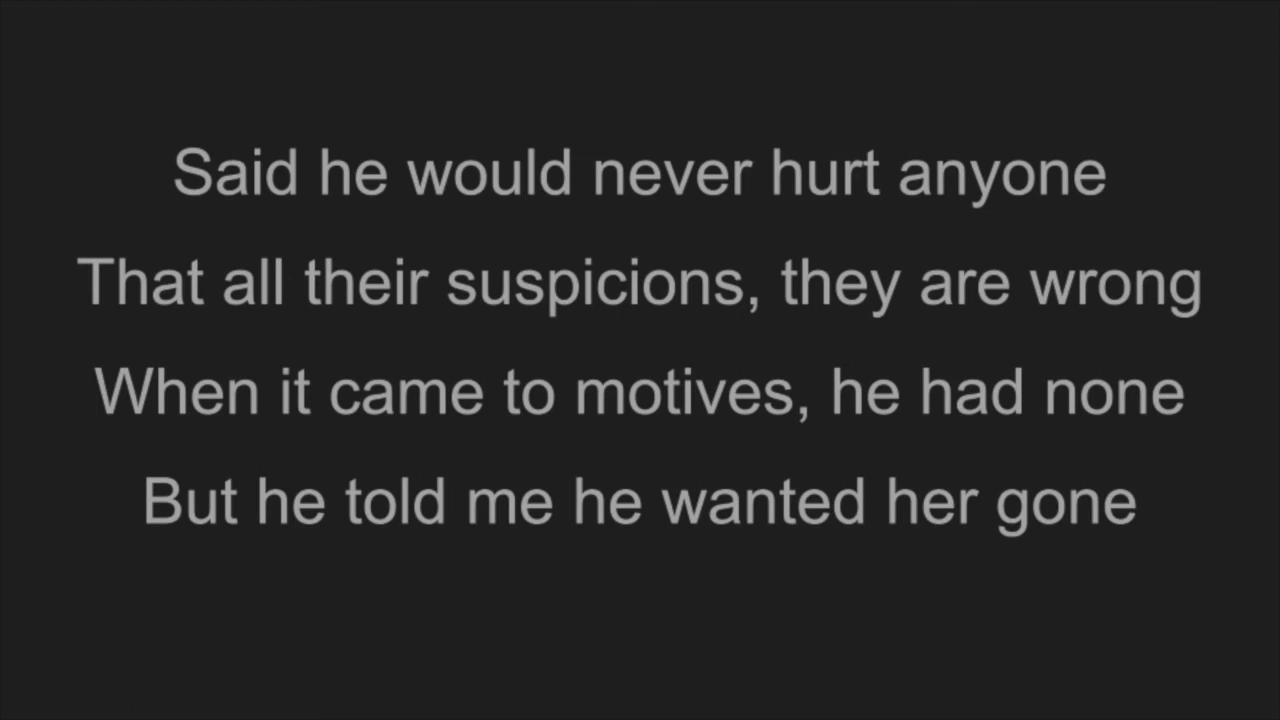 Said he would never hurt anyone
That all their suspicions, they are wrong
When it came to motives, he had none
But he told me he wanted her gone